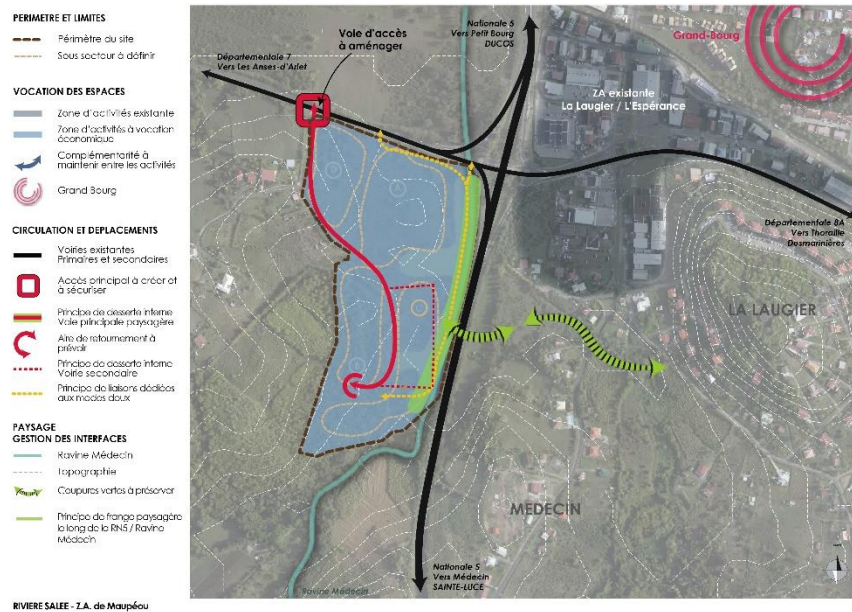 PERIMETRE ET LIMITES
Périmètre du site
Sous secteur à définir
VOCATION DES ESPACES
Zone d'activités existante
Zone d'activités à vocation
économique
Complémentarité à
maintenir entre les activités
Grand Bourg
CIRCULATION ET DEPLACEMENTS
Voiries existantes
Primaires et secondaires
Accès principal à créer et
à sécuriser
Principe de desserte interne
Voie principale paysagère
Aire de retournement à
prévoir
Principe de desserte interne
Voirie secondaire
Principe de liaisons dédiées
aux modes doux
PAYSAGE
GESTION DES INTERFACES
Ravine Médecin
Topographie
Coupures vertes à préserver
Principe de frange paysagère
le long de la RN5 / Ravine
Médecin
RIVIERE SALEE - Z.A. de Maupéou
Voie d'accès
à aménager
Départementale 7
Vers Les Anses-d'Arlet
Nationale 5
Vers Petit Bourg
DUCOS
Grand-Bourg
ZA existante
La Laugier / L'Espérance
Départementale 8A
Vers Thoraille
Desmarinières
LA LAUGIER
MEDECIN
Nationale 5
Vers Médecin
SAINTE-LUCE
Ravine Médecin